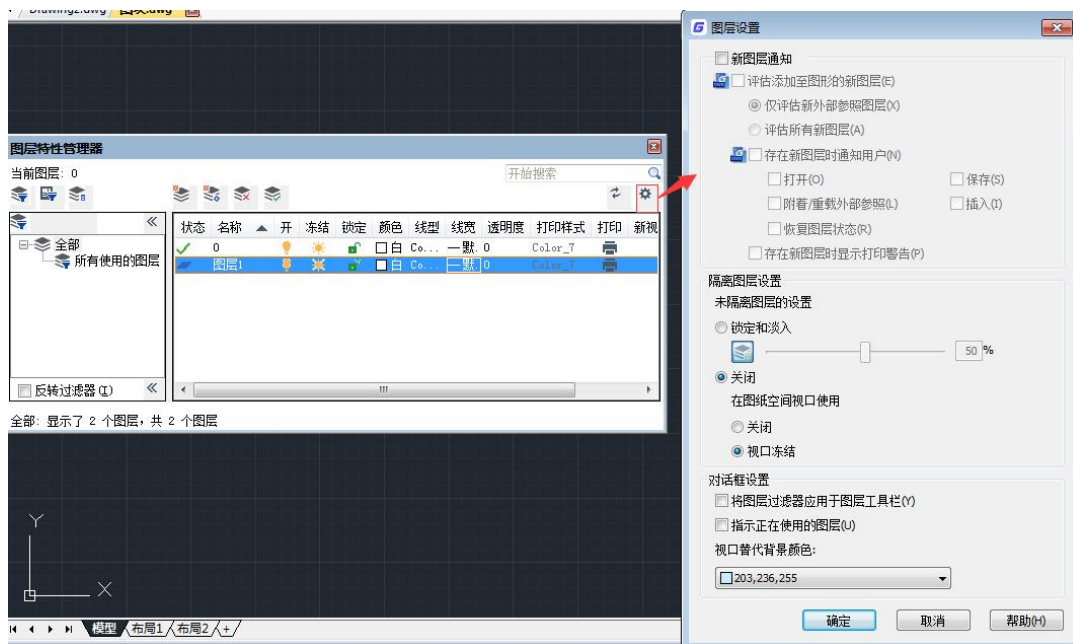 Drawing2.dwg 图块.dwg
图层特性管理器
当前图层: 0
开始搜索
全部
所有使用的图层
反转过滤器(I)
状态 名称 开 冻结 锁定 颜色 线型 线宽 透明度 打印样式 打印 新视
0 白 Co... 默. 0 Color_7
图层1 白 Co... 默. 0 Color_7
全部: 显示了 2 个图层，共 2 个图层
Y
X
模型 布局1 布局2 +
图层设置
新图层通知
评估添加至图形的新图层(E)
仅评估新外部参照图层(X)
评估所有新图层(A)
存在新图层时通知用户(N)
打开(O) 保存(S)
附着/重载外部参照(L) 插入(I)
恢复图层状态(R)
存在新图层时显示打印警告(P)
隔离图层设置
未隔离图层的设置
锁定和淡入
50 %
关闭
在图纸空间视口使用
关闭
视口冻结
对话框设置
将图层过滤器应用于图层工具栏(Y)
指示正在使用的图层(U)
视口替代背景颜色:
203,236,255
确定 取消 帮助(H)